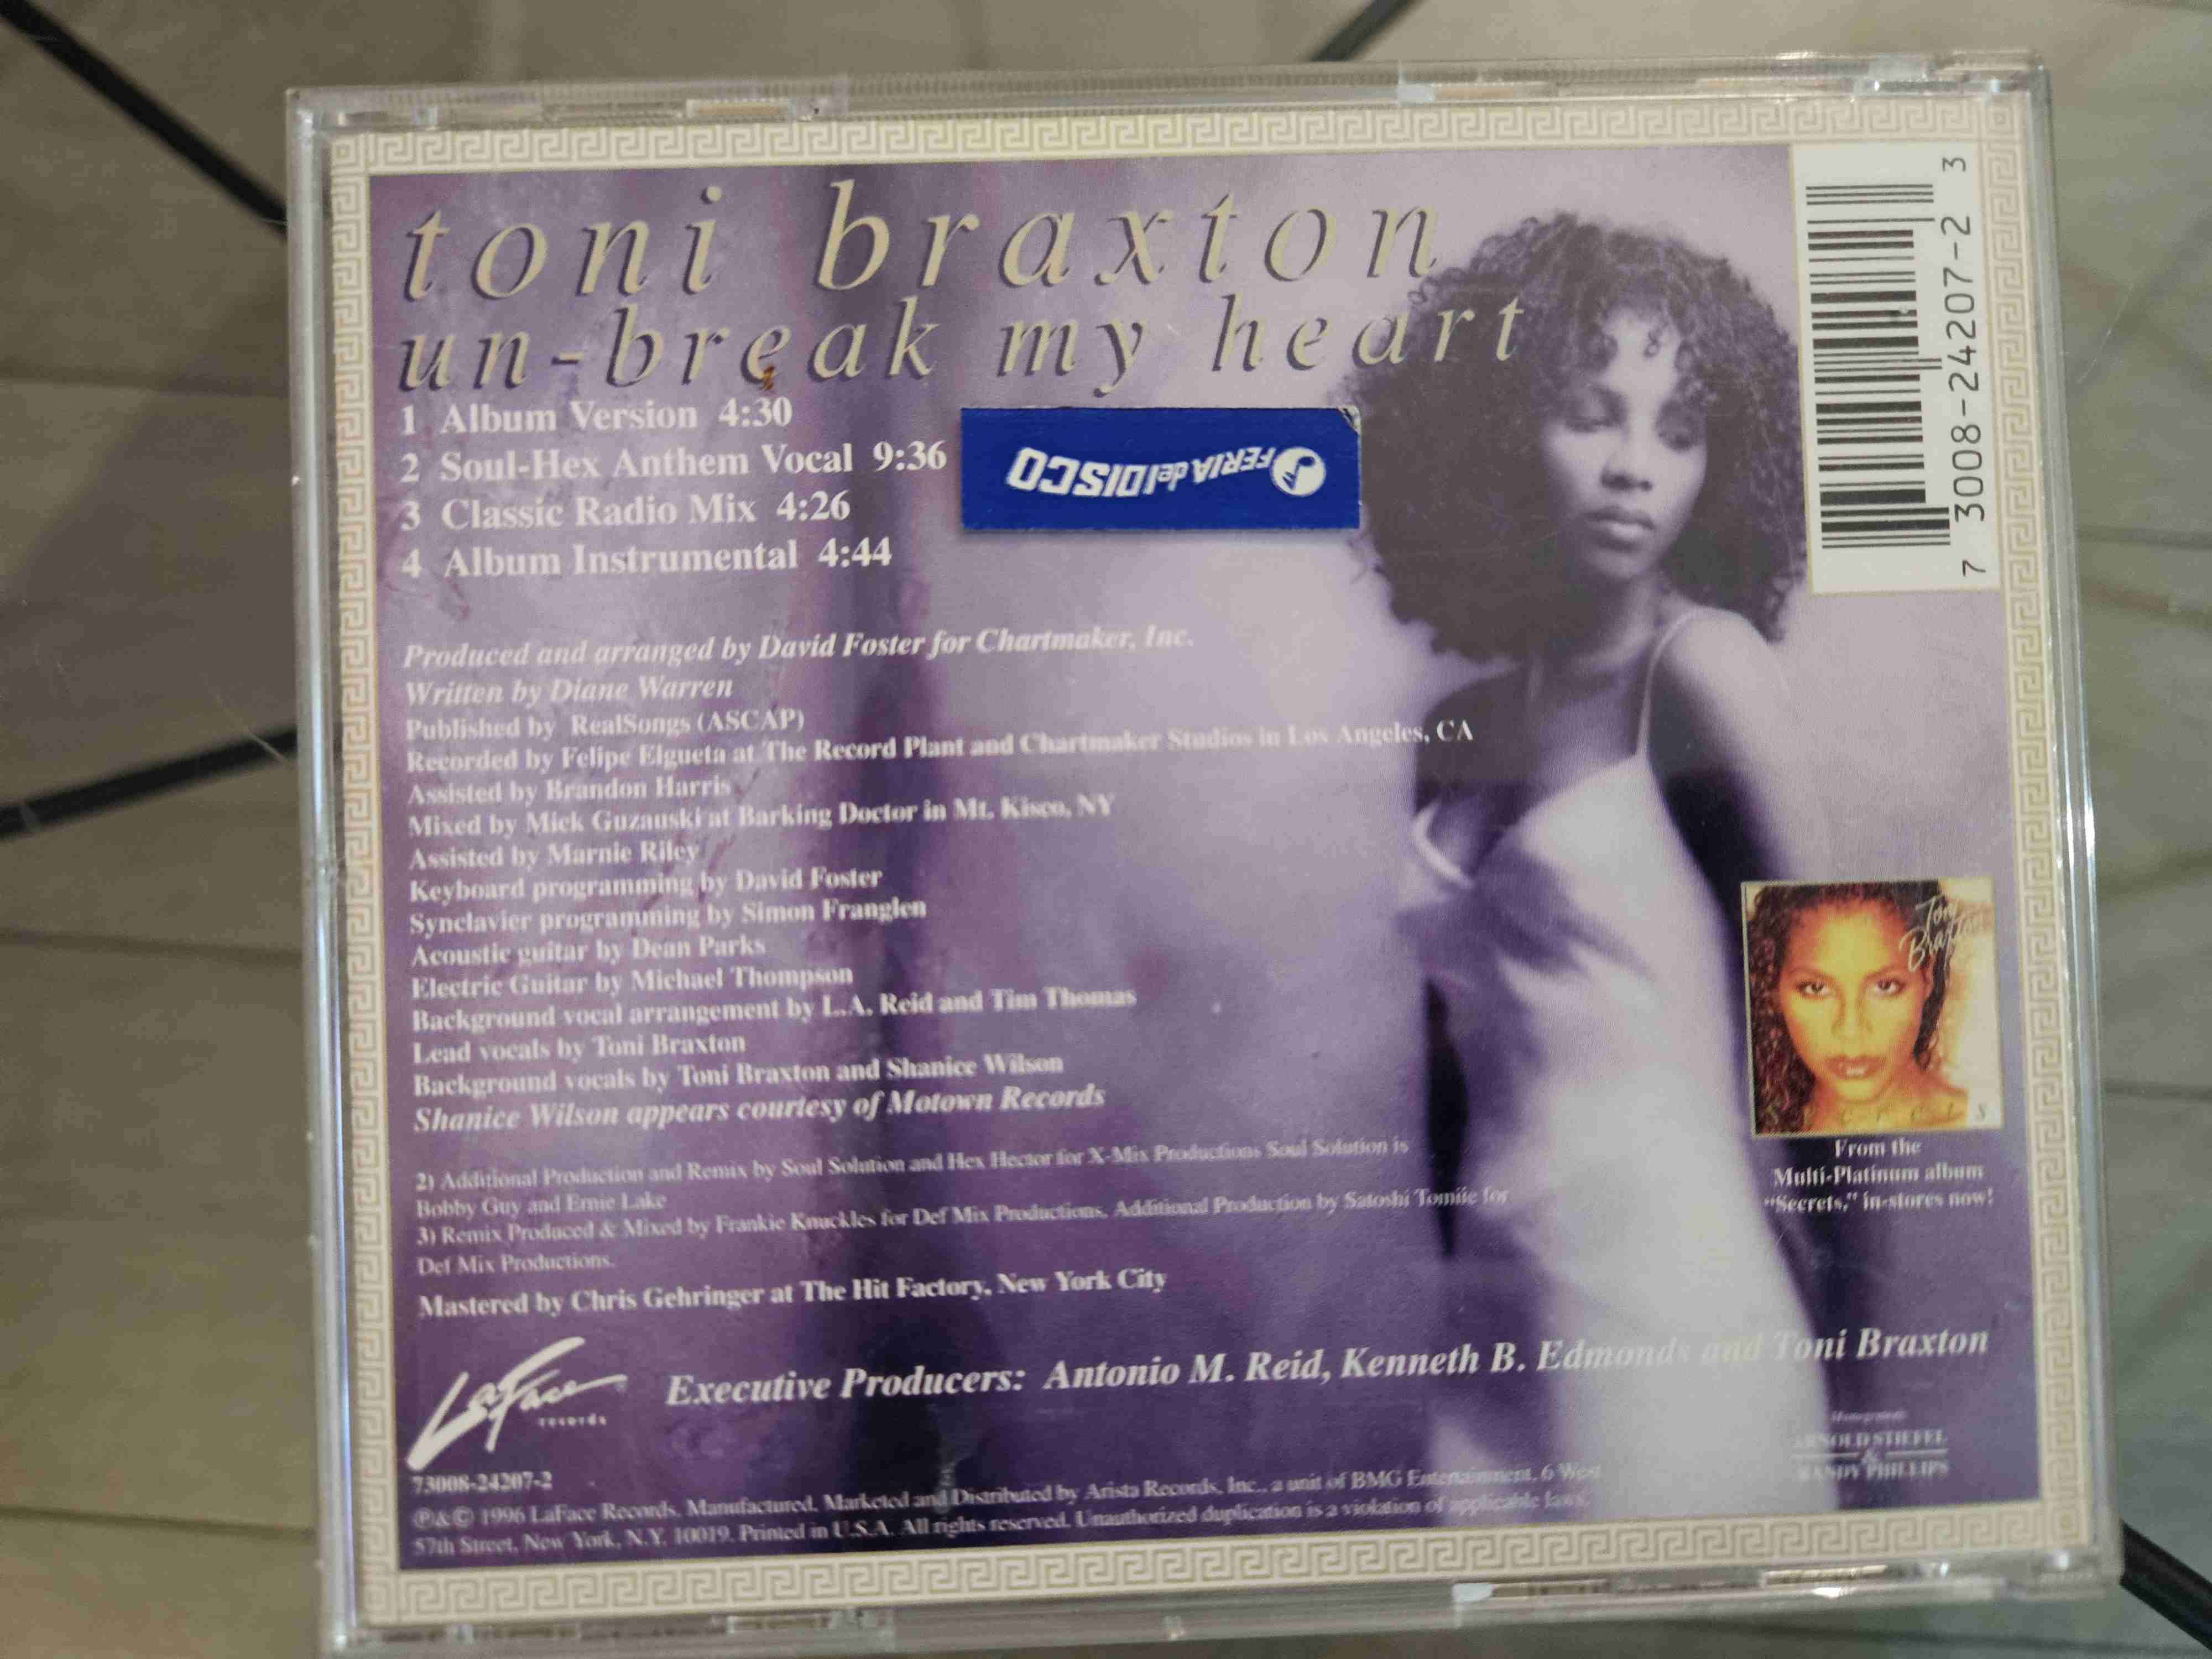 toni braxton
un-break my heart
1 Album Version 4:30
2 Soul-Hex Anthem Vocal 9:36
3 Classic Radio Mix 4:26
4 Album Instrumental 4:44
FERIA del DISCO
7 3008-24207-2 3
Produced and arranged by David Foster for Chartmaker, Inc.
Written by Diane Warren
Published by RealSongs (ASCAP)
Recorded by Felipe Elgueta at The Record Plant and Chartmaker Studios in Los Angeles, CA
Assisted by Brandon Harris
Mixed by Mick Guzauski at Barking Doctor in Mt. Kisco, NY
Assisted by Marnie Riley
Keyboard programming by David Foster
Synclavier programming by Simon Franglen
Acoustic guitar by Dean Parks
Electric Guitar by Michael Thompson
Background vocal arrangement by L.A. Reid and Tim Thomas
Lead vocals by Toni Braxton
Background vocals by Toni Braxton and Shanice Wilson
Shanice Wilson appears courtesy of Motown Records
2) Additional Production and Remix by Soul Solution and Hex Hector for X-Mix Productions Soul Solution is
Bobby Guy and Ernie Lake
3) Remix Produced & Mixed by Frankie Knuckles for Def Mix Productions. Additional Production by Satoshi Tomiie for
Def Mix Productions.
Mastered by Chris Gehringer at The Hit Factory, New York City
Toni
Braxton
Secrets
From the
Multi-Platinum album
"Secrets," in-stores now!
LaFace
records
Executive Producers: Antonio M. Reid, Kenneth B. Edmonds and Toni Braxton
Management:
ARNOLD STIEFEL
&
RANDY PHILLIPS
73008-24207-2
℗&© 1996 LaFace Records. Manufactured, Marketed and Distributed by Arista Records, Inc., a unit of BMG Entertainment, 6 West
57th Street, New York, N.Y. 10019. Printed in U.S.A. All rights reserved. Unauthorized duplication is a violation of applicable laws.